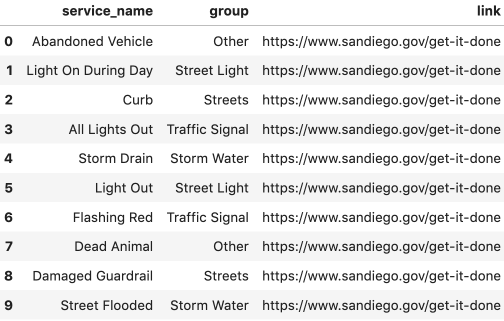 service_name group link
0 Abandoned Vehicle Other https://www.sandiego.gov/get-it-done
1 Light On During Day Street Light https://www.sandiego.gov/get-it-done
2 Curb Streets https://www.sandiego.gov/get-it-done
3 All Lights Out Traffic Signal https://www.sandiego.gov/get-it-done
4 Storm Drain Storm Water https://www.sandiego.gov/get-it-done
5 Light Out Street Light https://www.sandiego.gov/get-it-done
6 Flashing Red Traffic Signal https://www.sandiego.gov/get-it-done
7 Dead Animal Other https://www.sandiego.gov/get-it-done
8 Damaged Guardrail Streets https://www.sandiego.gov/get-it-done
9 Street Flooded Storm Water https://www.sandiego.gov/get-it-done